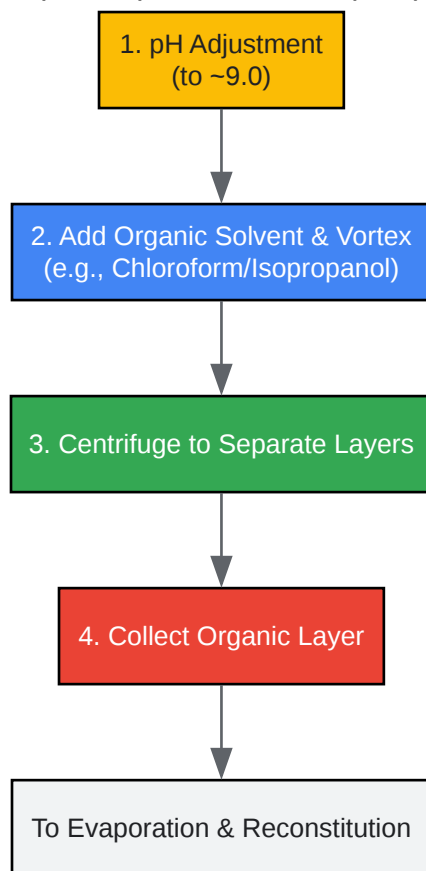 1. pH Adjustment
(to ~9.0)
2. Add Organic Solvent & Vortex
(e.g., Chloroform/Isopropanol)
3. Centrifuge to Separate Layers
4. Collect Organic Layer
To Evaporation & Reconstitution